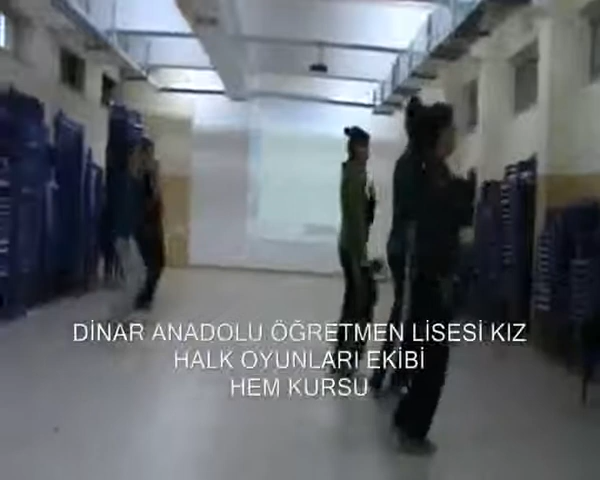 DİNAR ANADOLU ÖĞRETMEN LİSESİ KIZ
HALK OYUNLARI EKİBİ
HEM KURSU